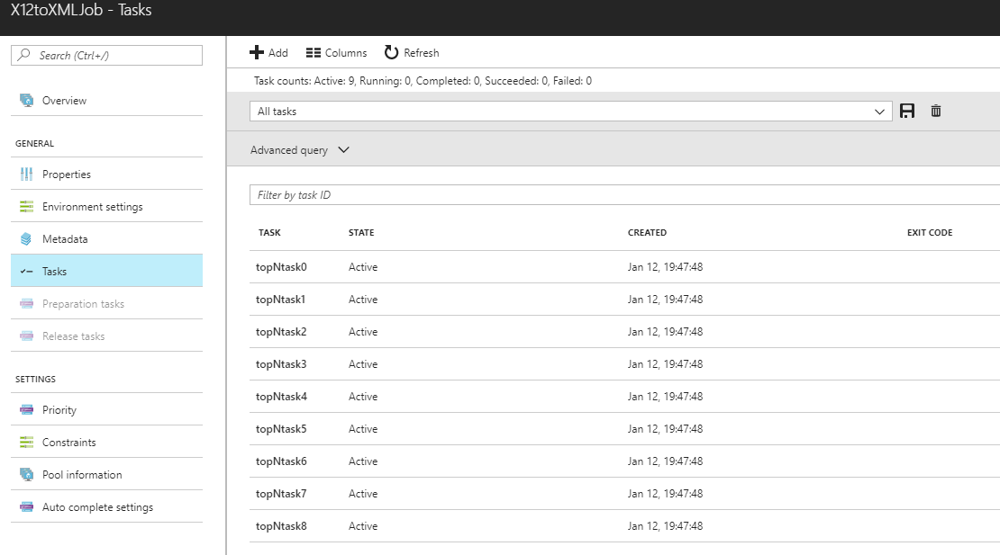 X12toXMLJob - Tasks
Search (Ctrl+/)
Overview
GENERAL
Properties
Environment settings
Metadata
Tasks
Preparation tasks
Release tasks
SETTINGS
Priority
Constraints
Pool information
Auto complete settings
Add Columns Refresh
Task counts: Active: 9, Running: 0, Completed: 0, Succeeded: 0, Failed: 0
All tasks
Advanced query
Filter by task ID
TASK STATE CREATED EXIT CODE
topNtask0 Active Jan 12, 19:47:48
topNtask1 Active Jan 12, 19:47:48
topNtask2 Active Jan 12, 19:47:48
topNtask3 Active Jan 12, 19:47:48
topNtask4 Active Jan 12, 19:47:48
topNtask5 Active Jan 12, 19:47:48
topNtask6 Active Jan 12, 19:47:48
topNtask7 Active Jan 12, 19:47:48
topNtask8 Active Jan 12, 19:47:48